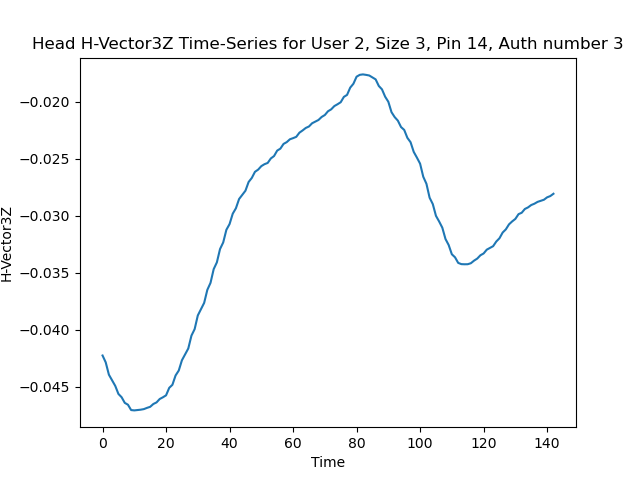 Head H-Vector3Z Time-Series for User 2, Size 3, Pin 14, Auth number 3
H-Vector3Z
−0.020
−0.025
−0.030
−0.035
−0.040
−0.045
0 20 40 60 80 100 120 140
Time